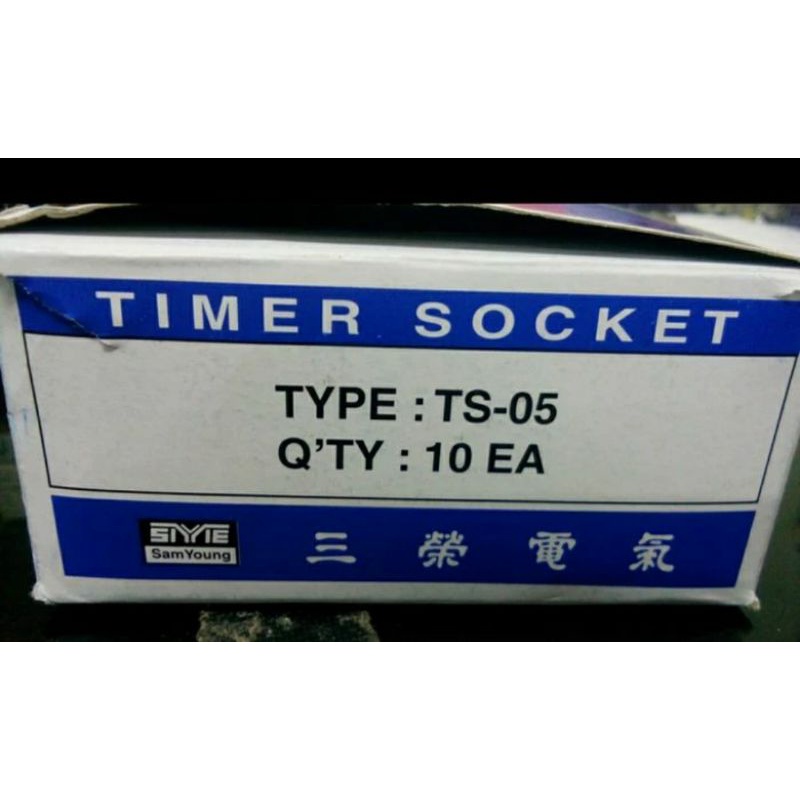 TIMER SOCKET
TYPE : TS-05
Q'TY : 10 EA
SYE
SamYoung
三榮電氣